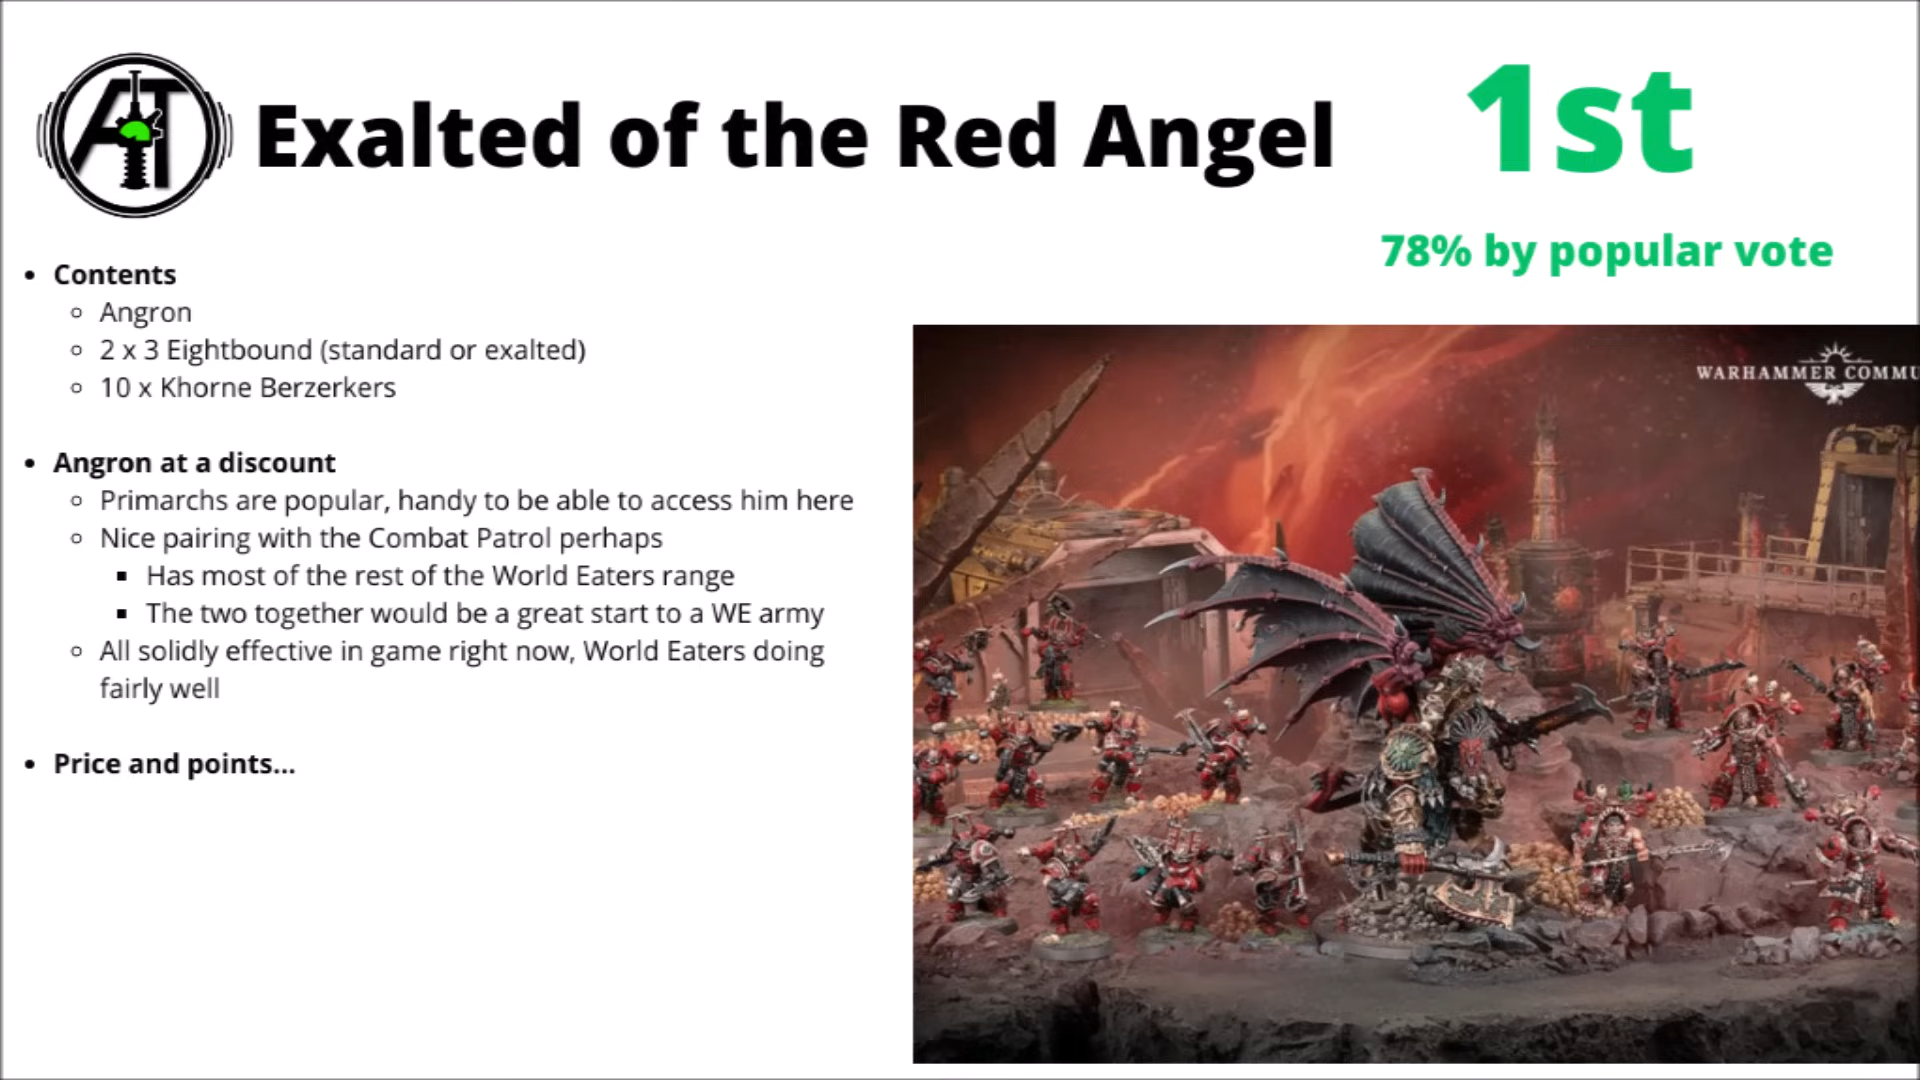 AT
Exalted of the Red Angel
1st
78% by popular vote
• Contents
◦ Angron
◦ 2 x 3 Eightbound (standard or exalted)
◦ 10 x Khorne Berzerkers
• Angron at a discount
◦ Primarchs are popular, handy to be able to access him here
◦ Nice pairing with the Combat Patrol perhaps
▪ Has most of the rest of the World Eaters range
▪ The two together would be a great start to a WE army
◦ All solidly effective in game right now, World Eaters doing
fairly well
• Price and points...
WARHAMMER COMMU